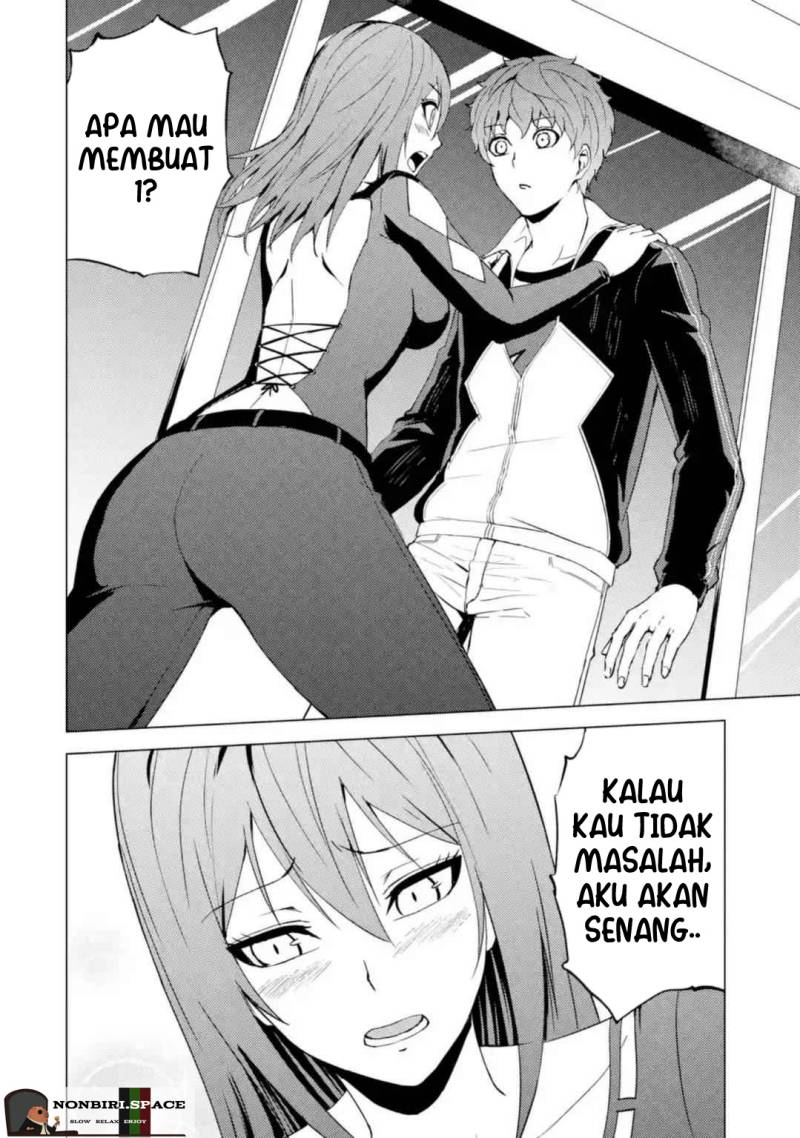 APA MAU
MEMBUAT
1?
KALAU
KAU TIDAK
MASALAH,
AKU AKAN
SENANG..
NONBIRI.SPACE
SLOW RELAX ENJOY